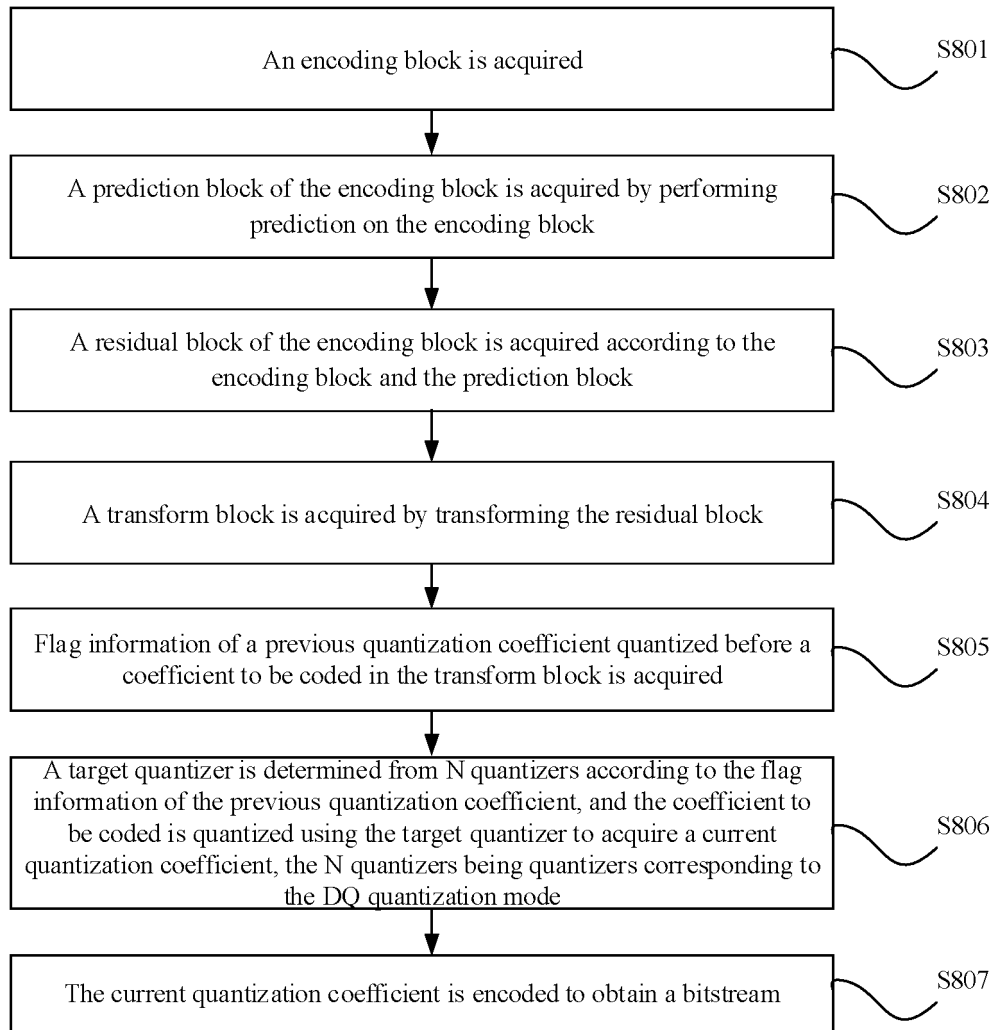 An encoding block is acquired
S801
A prediction block of the encoding block is acquired by performing
prediction on the encoding block
S802
A residual block of the encoding block is acquired according to the
encoding block and the prediction block
S803
A transform block is acquired by transforming the residual block
S804
Flag information of a previous quantization coefficient quantized before a
coefficient to be coded in the transform block is acquired
S805
A target quantizer is determined from N quantizers according to the flag
information of the previous quantization coefficient, and the coefficient to
be coded is quantized using the target quantizer to acquire a current
quantization coefficient, the N quantizers being quantizers corresponding to
the DQ quantization mode
S806
The current quantization coefficient is encoded to obtain a bitstream
S807